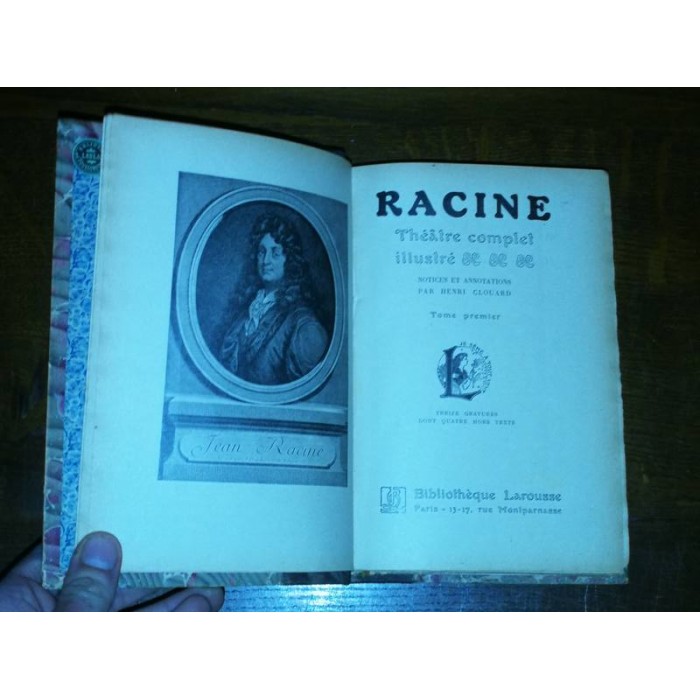 Jean Racine
RACINE
Théâtre complet
illustré
NOTICES ET ANNOTATIONS
PAR HENRI CLOUARD
Tome premier
TREIZE GRAVURES
DONT QUATRE HORS TEXTE
Bibliothèque Larousse
Paris - 13-17, rue Montparnasse